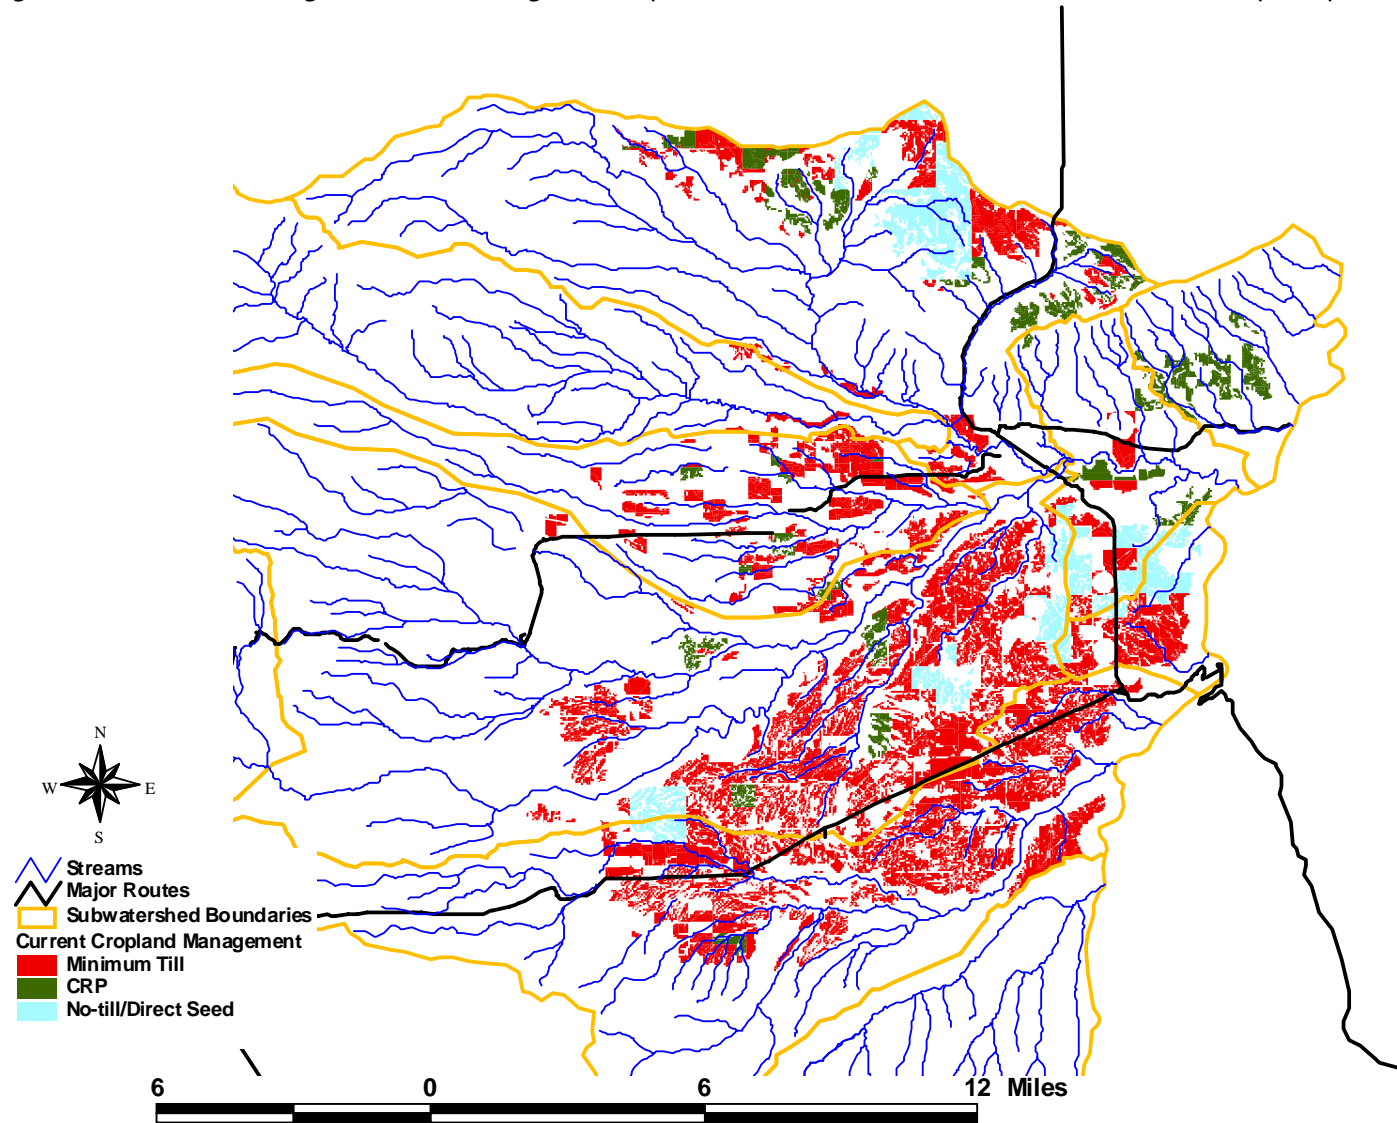 N
W E
S
Streams
Major Routes
Subwatershed Boundaries
Current Cropland Management
Minimum Till
CRP
No-till/Direct Seed
6 0 6 12 Miles